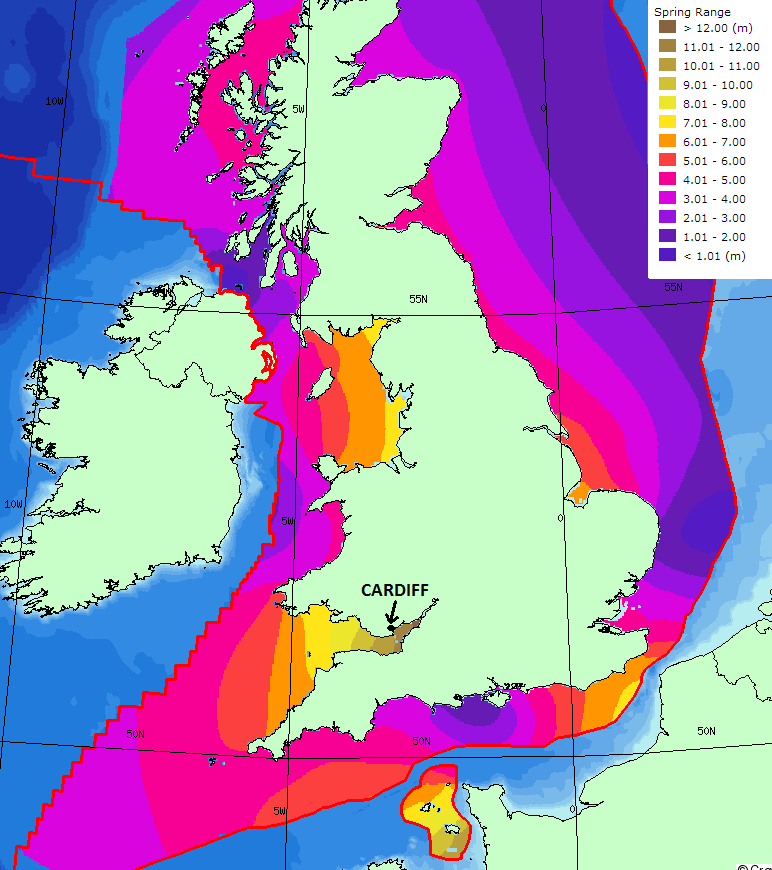 Spring Range
> 12.00 (m)
11.01 - 12.00
10.01 - 11.00
9.01 - 10.00
8.01 - 9.00
7.01 - 8.00
6.01 - 7.00
5.01 - 6.00
4.01 - 5.00
3.01 - 4.00
2.01 - 3.00
1.01 - 2.00
< 1.01 (m)
10W
5W
0
55N
55N
10W
5W
0
CARDIFF
50N
50N
50N
5W
0